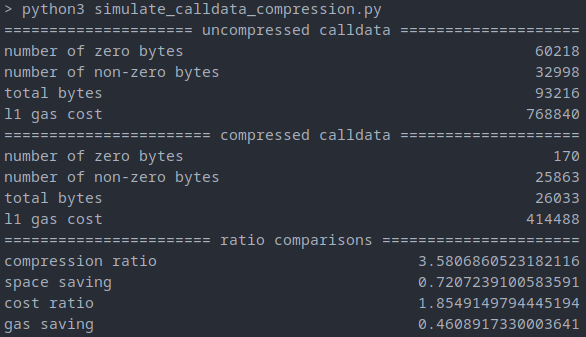 > python3 simulate_calldata_compression.py
===================== uncompressed calldata ====================
number of zero bytes 60218
number of non-zero bytes 32998
total bytes 93216
l1 gas cost 768840
======================= compressed calldata ====================
number of zero bytes 170
number of non-zero bytes 25863
total bytes 26033
l1 gas cost 414488
======================= ratio comparisons ======================
compression ratio 3.5806860523182116
space saving 0.7207239100583591
cost ratio 1.8549149794445194
gas saving 0.4608917330003641